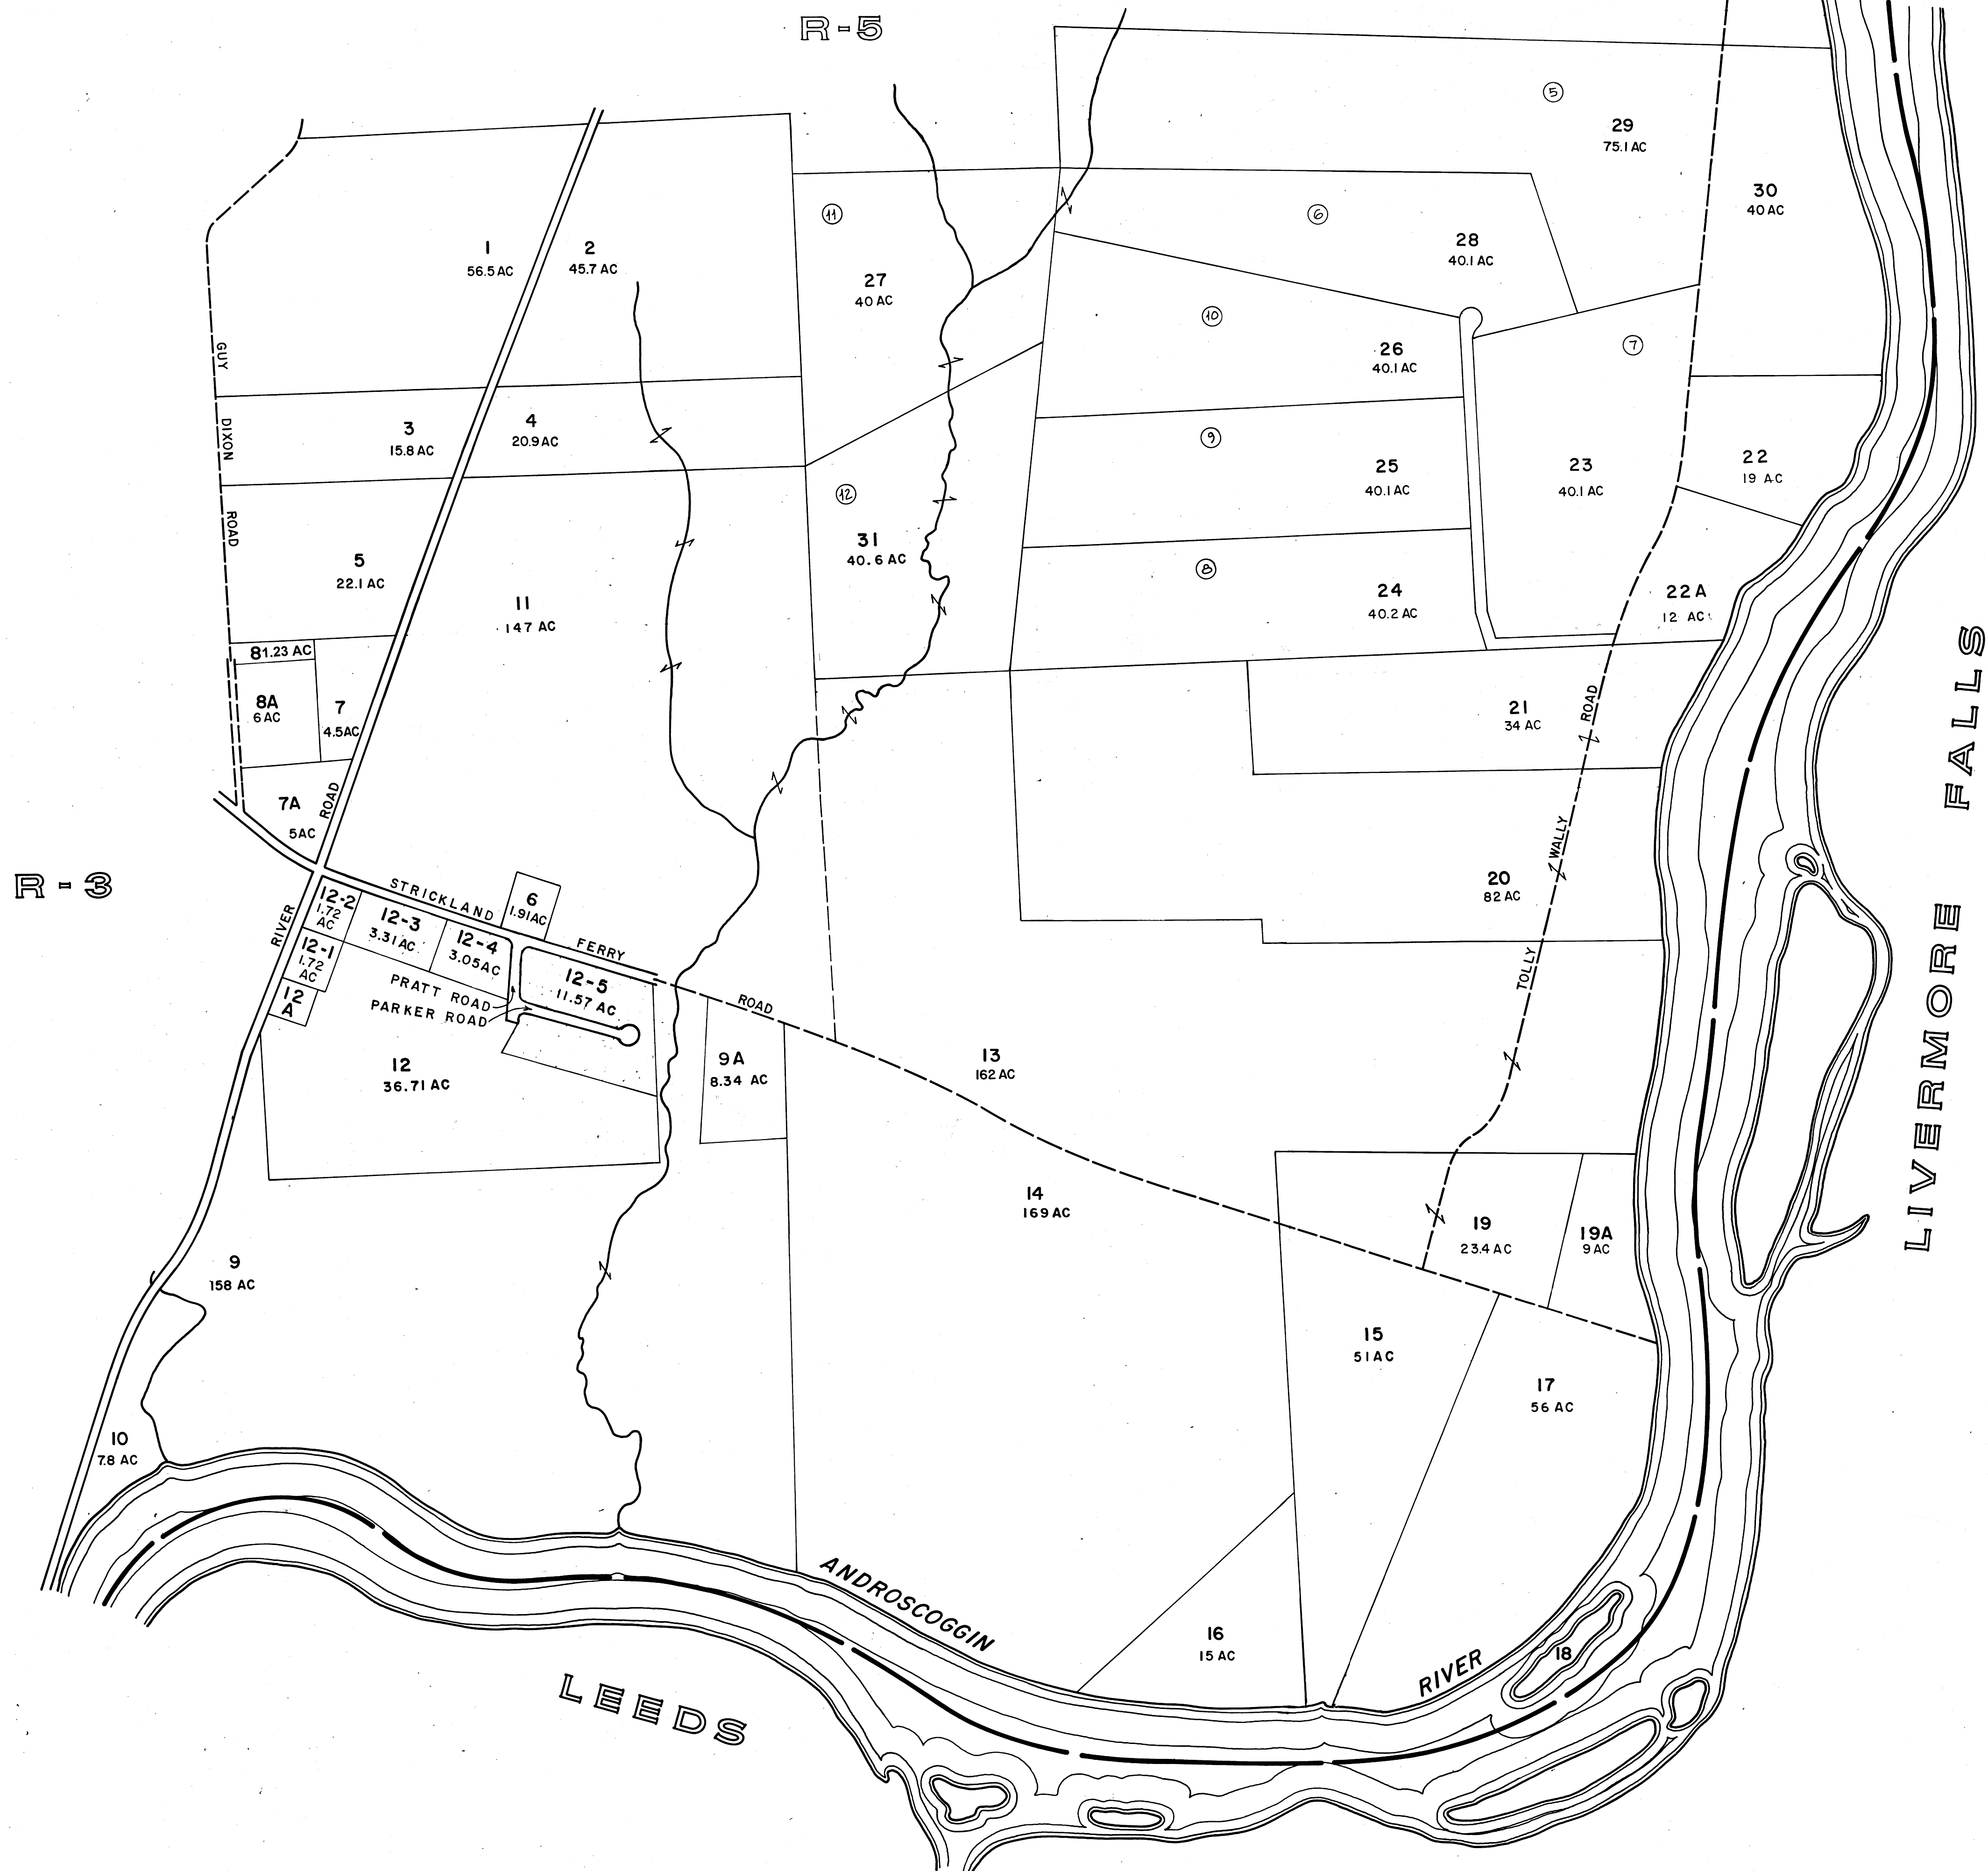 R-5
5
29
75.1 AC
30
40 AC
11
6
1
56.5 AC
2
45.7 AC
28
40.1 AC
27
40 AC
10
7
26
40.1 AC
GUY
DIXON
ROAD
3
15.8 AC
4
20.9 AC
9
25
40.1 AC
23
40.1 AC
22
19 AC
12
31
40.6 AC
5
22.1 AC
8
24
40.2 AC
22A
12 AC
11
147 AC
8 1.23 AC
8A
6 AC
7
4.5 AC
21
34 AC
7A
5 AC
ROAD
RIVER
R-3
STRICKLAND
FERRY
ROAD
6
1.91 AC
12-2
1.72
AC
12-3
3.31 AC
12-4
3.05 AC
12-1
1.72
AC
12-5
11.57 AC
12
A
PRATT ROAD
PARKER ROAD
20
82 AC
TOLLY
WALLY
ROAD
LIVERMORE FALLS
12
36.71 AC
9A
8.34 AC
13
162 AC
14
169 AC
19
23.4 AC
19A
9 AC
9
158 AC
15
51 AC
17
56 AC
10
7.8 AC
16
15 AC
18
ANDROSCOGGIN
RIVER
LEEDS